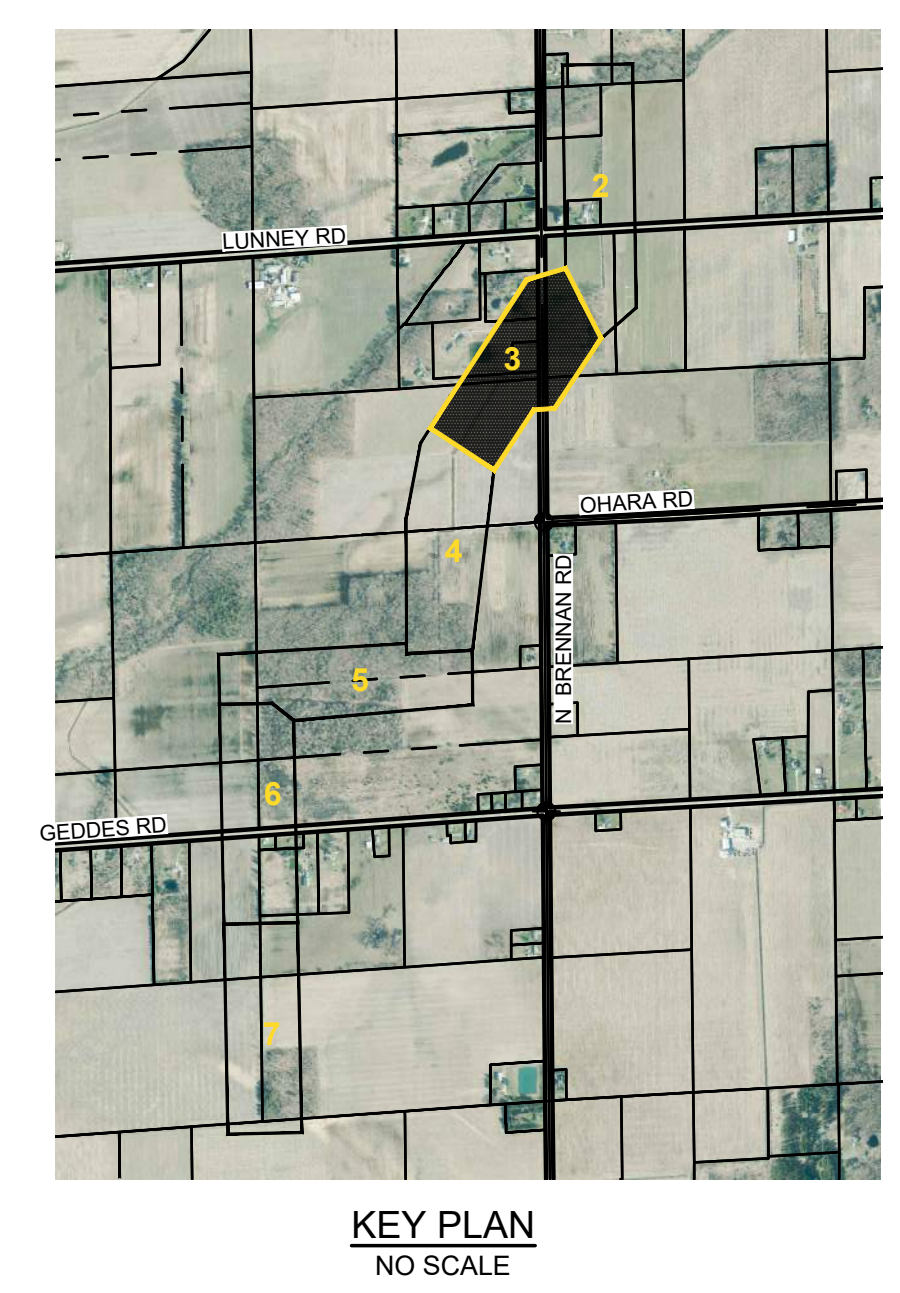 2
LUNNEY RD
3
OHARA RD
4
N BRENNAN RD
5
6
GEDDES RD
7
KEY PLAN
NO SCALE